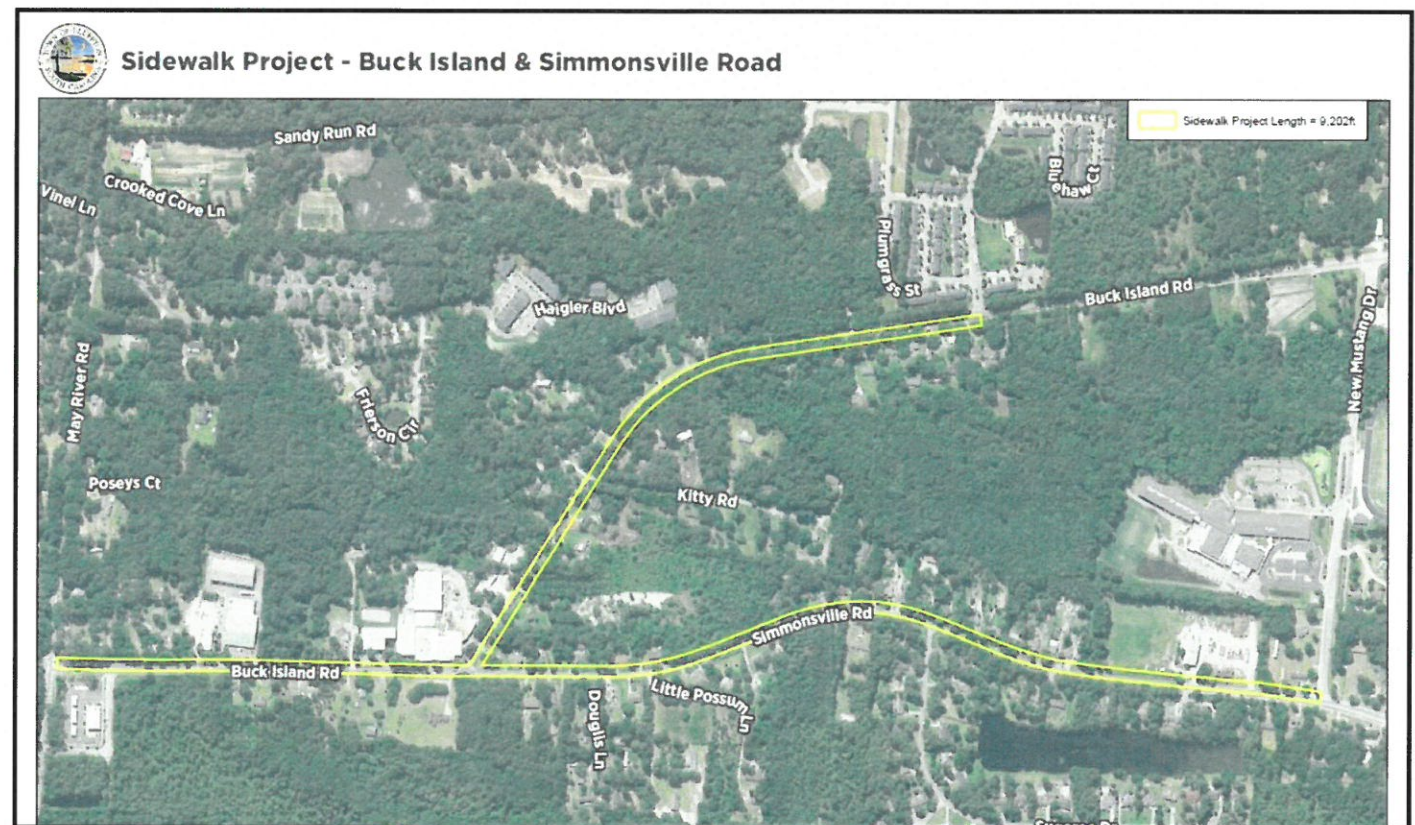 Sidewalk Project - Buck Island & Simmonsville Road
Sidewalk Project Length = 9,202ft
Sandy Run Rd
Crooked Cove Ln
Vinel Ln
Bluehaw Ct
Plumgrass St
Buck Island Rd
New Mustang Dr
Haigler Blvd
May River Rd
Frierson Cir
Poseys Ct
Kitty Rd
Simmonsville Rd
Buck Island Rd
Little Possum Ln
Douglis Ln